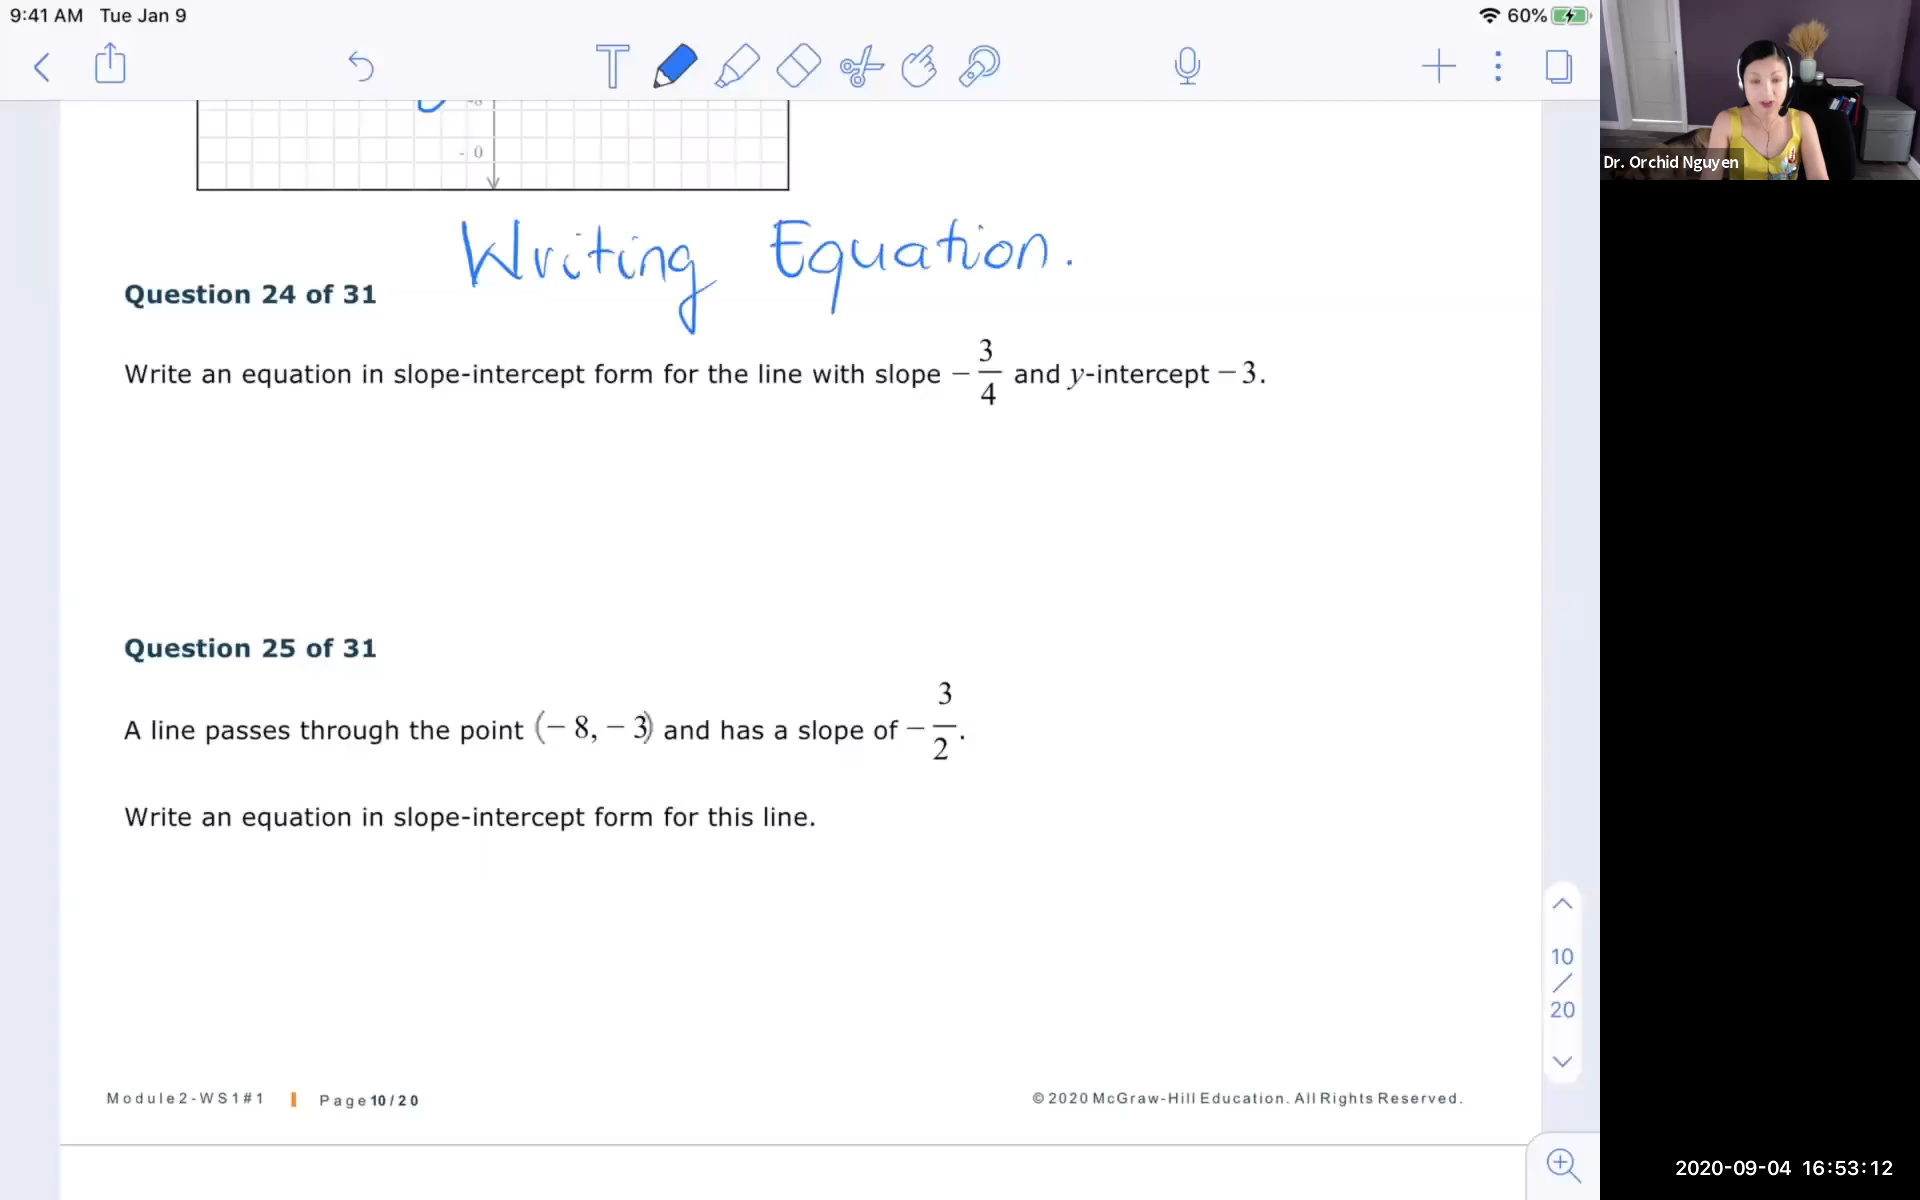 9:41 AM Tue Jan 9
60%
Dr. Orchid Nguyen
Writing Equation.
Question 24 of 31
Write an equation in slope-intercept form for the line with slope −3/4 and y-intercept −3.
Question 25 of 31
A line passes through the point (−8, −3) and has a slope of −3/2.
Write an equation in slope-intercept form for this line.
10
/
20
Module2-WS1#1 | Page 10/20
©2020 McGraw-Hill Education. All Rights Reserved.
2020-09-04 16:53:12